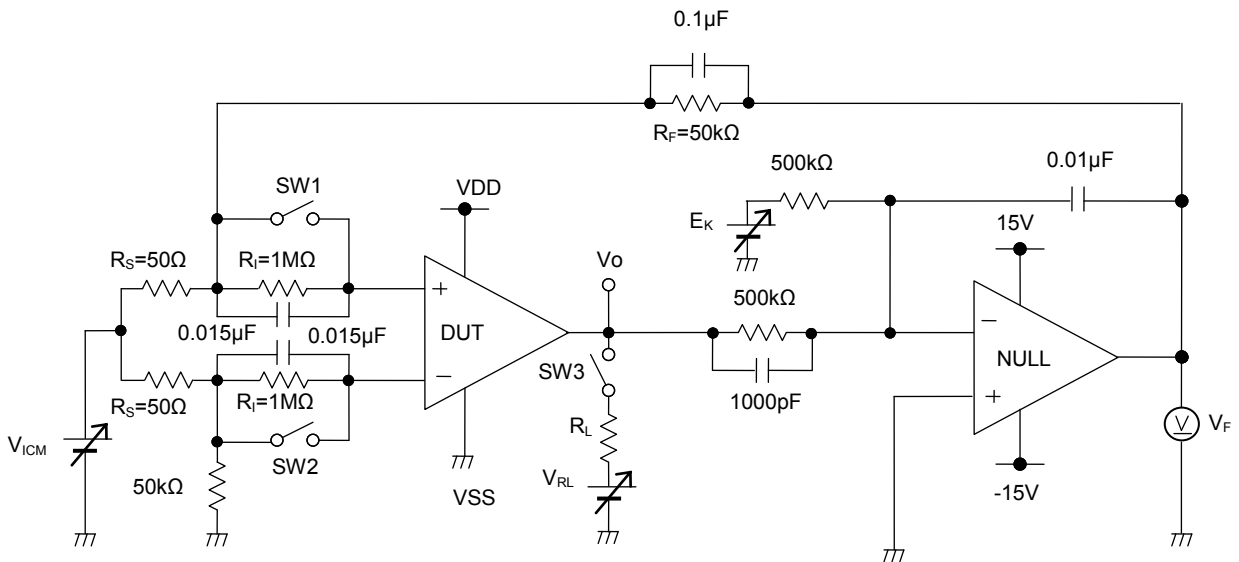 0.1µF
RF=50kΩ
500kΩ
0.01µF
SW1
VDD
EK
15V
RS=50Ω
RI=1MΩ
Vo
+
500kΩ
0.015µF
0.015µF
DUT
−
NULL
−
SW3
+
1000pF
RS=50Ω
RI=1MΩ
V
VF
RL
VICM
SW2
50kΩ
VSS
VRL
-15V